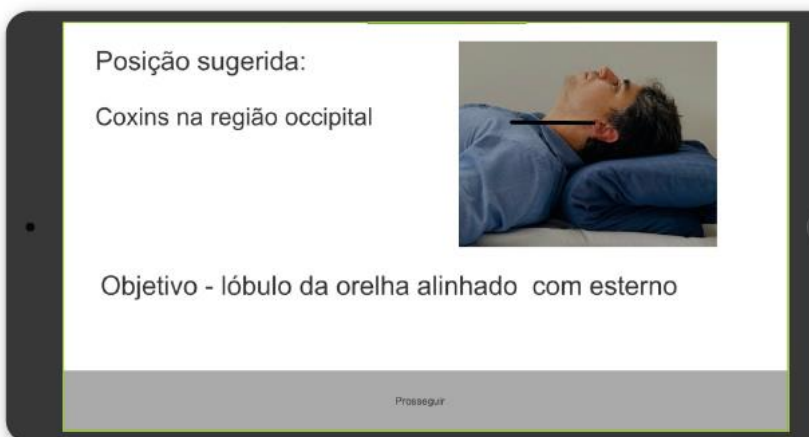 Posição sugerida:
Coxins na região occipital
Objetivo - lóbulo da orelha alinhado com esterno
Prosseguir